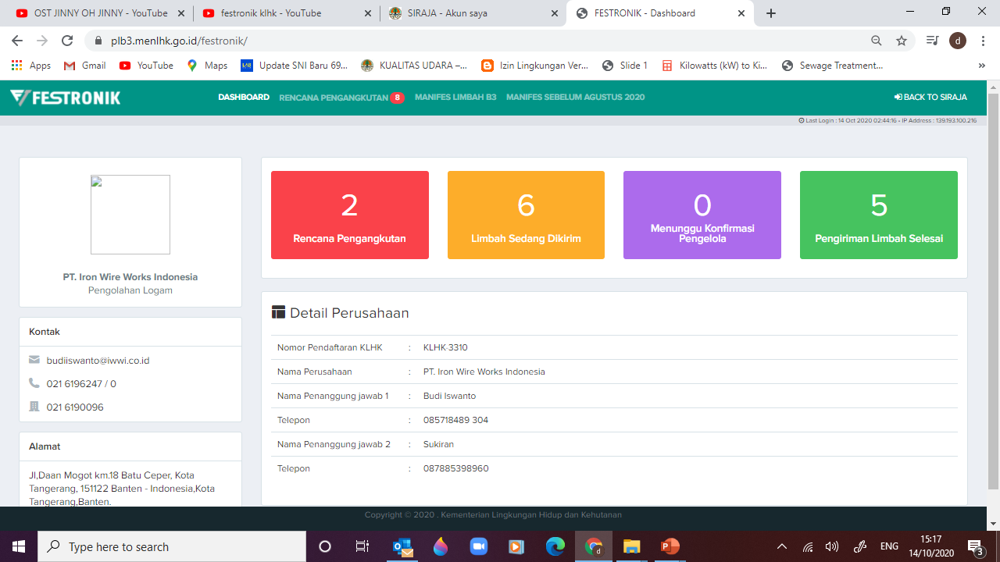 OST JINNY OH JINNY - YouTube
festronik klhk - YouTube
SIRAJA - Akun saya
FESTRONIK - Dashboard
plb3.menlhk.go.id/festronik/
d
Apps
Gmail
YouTube
Maps
Update SNI Baru 69...
KUALITAS UDARA –...
Izin Lingkungan Ver...
Slide 1
Kilowatts (kW) to Ki...
Sewage Treatment...
»
FESTRONIK
DASHBOARD
RENCANA PENGANGKUTAN 8
MANIFES LIMBAH B3
MANIFES SEBELUM AGUSTUS 2020
BACK TO SIRAJA
Last Login : 14 Oct 2020 02:44:16 - IP Address : 139.193.100.216
PT. Iron Wire Works Indonesia
Pengolahan Logam
Kontak
budiiswanto@iwwi.co.id
021 6196247 / 0
021 6190096
Alamat
Jl,Daan Mogot km.18 Batu Ceper, Kota
Tangerang, 151122 Banten - Indonesia,Kota
Tangerang,Banten.
2
Rencana Pengangkutan
6
Limbah Sedang Dikirim
0
Menunggu Konfirmasi
Pengelola
5
Pengiriman Limbah Selesai
Detail Perusahaan
Nomor Pendaftaran KLHK : KLHK-3310
Nama Perusahaan : PT. Iron Wire Works Indonesia
Nama Penanggung jawab 1 : Budi Iswanto
Telepon : 085718489 304
Nama Penanggung jawab 2 : Sukiran
Telepon : 087885398960
Copyright © 2020 . Kementerian Lingkungan Hidup dan Kehutanan
Type here to search
ENG
15:17
14/10/2020
3